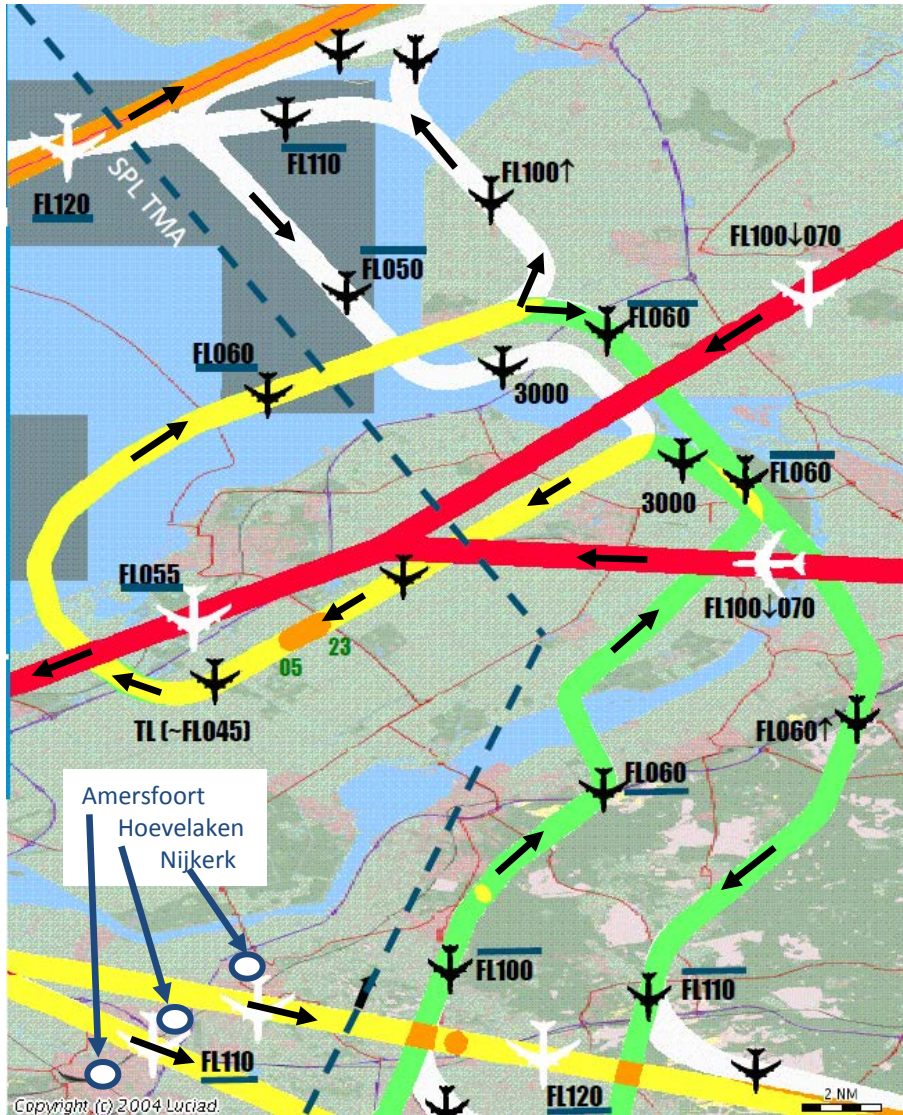 FL120
SPL TMA
FL110
FL100↑
FL050
FL100↓070
FL060
FL060
3000
FL060
3000
FL055
FL100↓070
23
05
TL (~FL045)
FL060↑
FL060
Amersfoort
Hoevelaken
Nijkerk
FL100
FL110
FL110
FL120
2 NM
Copyright (c) 2004 Luciad.